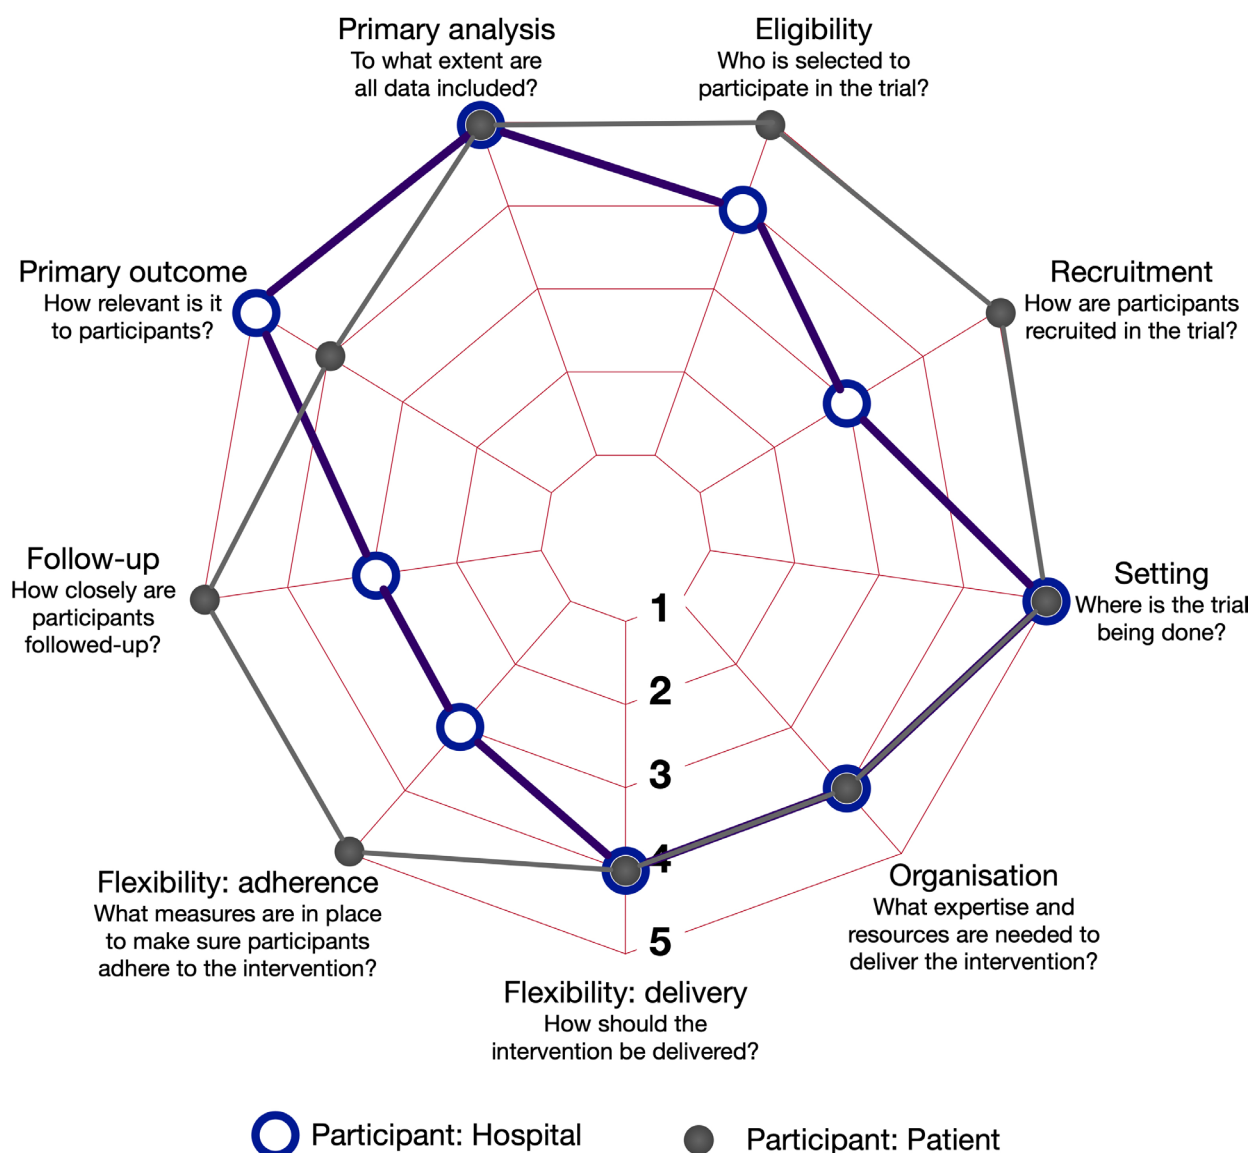 Primary analysis
To what extent are
all data included?
Eligibility
Who is selected to
participate in the trial?
Primary outcome
How relevant is it
to participants?
Recruitment
How are participants
recruited in the trial?
Follow-up
How closely are
participants
followed-up?
Setting
Where is the trial
being done?
1
2
3
4
5
Flexibility: adherence
What measures are in place
to make sure participants
adhere to the intervention?
Organisation
What expertise and
resources are needed to
deliver the intervention?
Flexibility: delivery
How should the
intervention be delivered?
Participant: Hospital
Participant: Patient